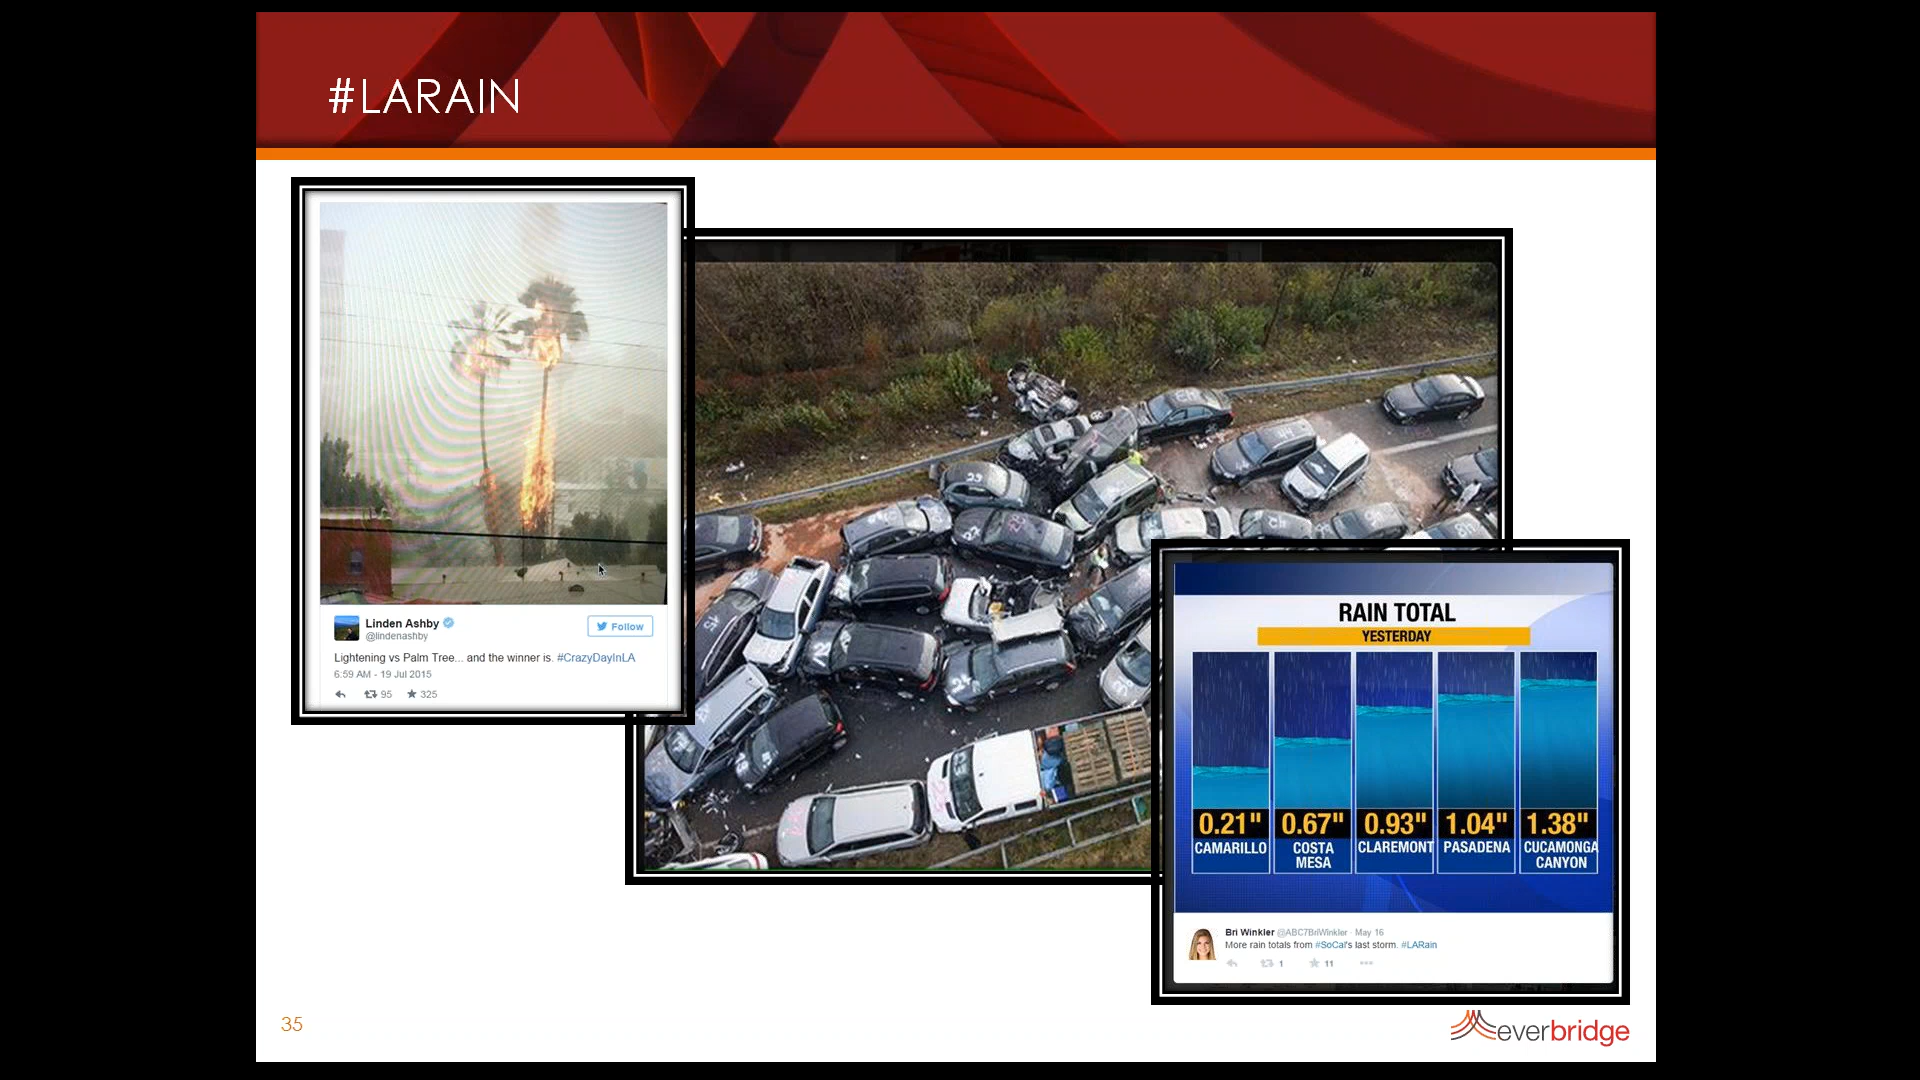 #LARAIN
Linden Ashby
@lindenashby
Follow
Lightening vs Palm Tree... and the winner is. #CrazyDayInLA
6:59 AM - 19 Jul 2015
95 325
RAIN TOTAL
YESTERDAY
0.21" 0.67" 0.93" 1.04" 1.38"
CAMARILLO COSTA MESA CLAREMONT PASADENA CUCAMONGA CANYON
Bri Winkler @ABC7BriWinkler · May 16
More rain totals from #SoCal's last storm. #LARain
1 11
35
everbridge